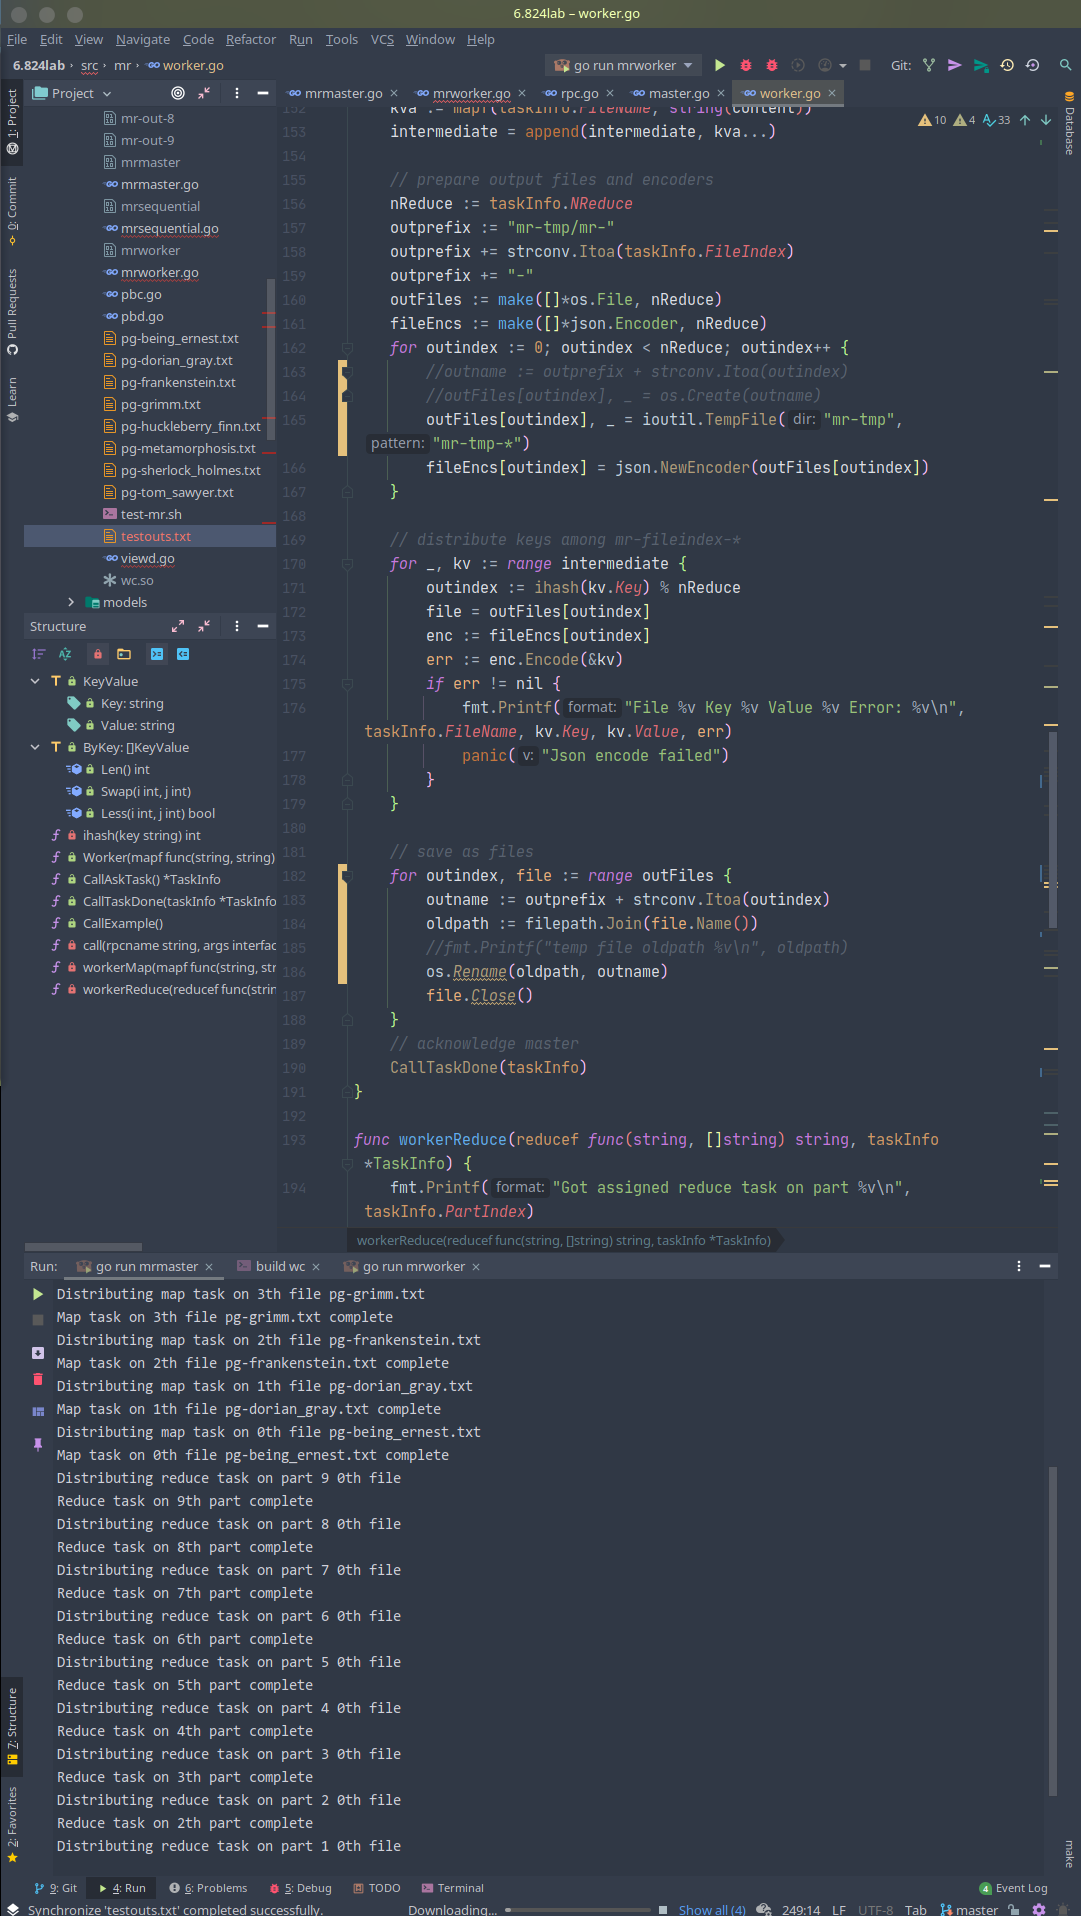 6.824lab – worker.go
File Edit View Navigate Code Refactor Run Tools VCS Window Help
6.824lab › src › mr › worker.go
go run mrworker
Git:
1: Project
0: Commit
Pull Requests
Learn
7: Structure
2: Favorites
Database
make
Project
mr-out-8
mr-out-9
mrmaster
mrmaster.go
mrsequential
mrsequential.go
mrworker
mrworker.go
pbc.go
pbd.go
pg-being_ernest.txt
pg-dorian_gray.txt
pg-frankenstein.txt
pg-grimm.txt
pg-huckleberry_finn.txt
pg-metamorphosis.txt
pg-sherlock_holmes.txt
pg-tom_sawyer.txt
test-mr.sh
testouts.txt
viewd.go
wc.so
models
Structure
KeyValue
Key: string
Value: string
ByKey: []KeyValue
Len() int
Swap(i int, j int)
Less(i int, j int) bool
ihash(key string) int
Worker(mapf func(string, string)
CallAskTask() *TaskInfo
CallTaskDone(taskInfo *TaskInfo
CallExample()
call(rpcname string, args interfac
workerMap(mapf func(string, str
workerReduce(reducef func(strin
mrmaster.go mrworker.go rpc.go master.go worker.go
10 4 33
152 kva := mapf(taskInfo.FileName, string(content))
153 intermediate = append(intermediate, kva...)
154
155 // prepare output files and encoders
156 nReduce := taskInfo.NReduce
157 outprefix := "mr-tmp/mr-"
158 outprefix += strconv.Itoa(taskInfo.FileIndex)
159 outprefix += "-"
160 outFiles := make([]*os.File, nReduce)
161 fileEncs := make([]*json.Encoder, nReduce)
162 for outindex := 0; outindex < nReduce; outindex++ {
163 //outname := outprefix + strconv.Itoa(outindex)
164 //outFiles[outindex], _ = os.Create(outname)
165 outFiles[outindex], _ = ioutil.TempFile( dir: "mr-tmp",
pattern: "mr-tmp-*")
166 fileEncs[outindex] = json.NewEncoder(outFiles[outindex])
167 }
168
169 // distribute keys among mr-fileindex-*
170 for _, kv := range intermediate {
171 outindex := ihash(kv.Key) % nReduce
172 file = outFiles[outindex]
173 enc := fileEncs[outindex]
174 err := enc.Encode(&kv)
175 if err != nil {
176 fmt.Printf( format: "File %v Key %v Value %v Error: %v\n",
taskInfo.FileName, kv.Key, kv.Value, err)
177 panic( v: "Json encode failed")
178 }
179 }
180
181 // save as files
182 for outindex, file := range outFiles {
183 outname := outprefix + strconv.Itoa(outindex)
184 oldpath := filepath.Join(file.Name())
185 //fmt.Printf("temp file oldpath %v\n", oldpath)
186 os.Rename(oldpath, outname)
187 file.Close()
188 }
189 // acknowledge master
190 CallTaskDone(taskInfo)
191 }
192
193 func workerReduce(reducef func(string, []string) string, taskInfo
*TaskInfo) {
194 fmt.Printf( format: "Got assigned reduce task on part %v\n",
taskInfo.PartIndex)
workerReduce(reducef func(string, []string) string, taskInfo *TaskInfo)
Run: go run mrmaster build wc go run mrworker
Distributing map task on 3th file pg-grimm.txt
Map task on 3th file pg-grimm.txt complete
Distributing map task on 2th file pg-frankenstein.txt
Map task on 2th file pg-frankenstein.txt complete
Distributing map task on 1th file pg-dorian_gray.txt
Map task on 1th file pg-dorian_gray.txt complete
Distributing map task on 0th file pg-being_ernest.txt
Map task on 0th file pg-being_ernest.txt complete
Distributing reduce task on part 9 0th file
Reduce task on 9th part complete
Distributing reduce task on part 8 0th file
Reduce task on 8th part complete
Distributing reduce task on part 7 0th file
Reduce task on 7th part complete
Distributing reduce task on part 6 0th file
Reduce task on 6th part complete
Distributing reduce task on part 5 0th file
Reduce task on 5th part complete
Distributing reduce task on part 4 0th file
Reduce task on 4th part complete
Distributing reduce task on part 3 0th file
Reduce task on 3th part complete
Distributing reduce task on part 2 0th file
Reduce task on 2th part complete
Distributing reduce task on part 1 0th file
9: Git 4: Run 6: Problems 5: Debug TODO Terminal 4 Event Log
Synchronize 'testouts.txt' completed successfully. Downloading... Show all (4) 249:14 LF UTF-8 Tab master